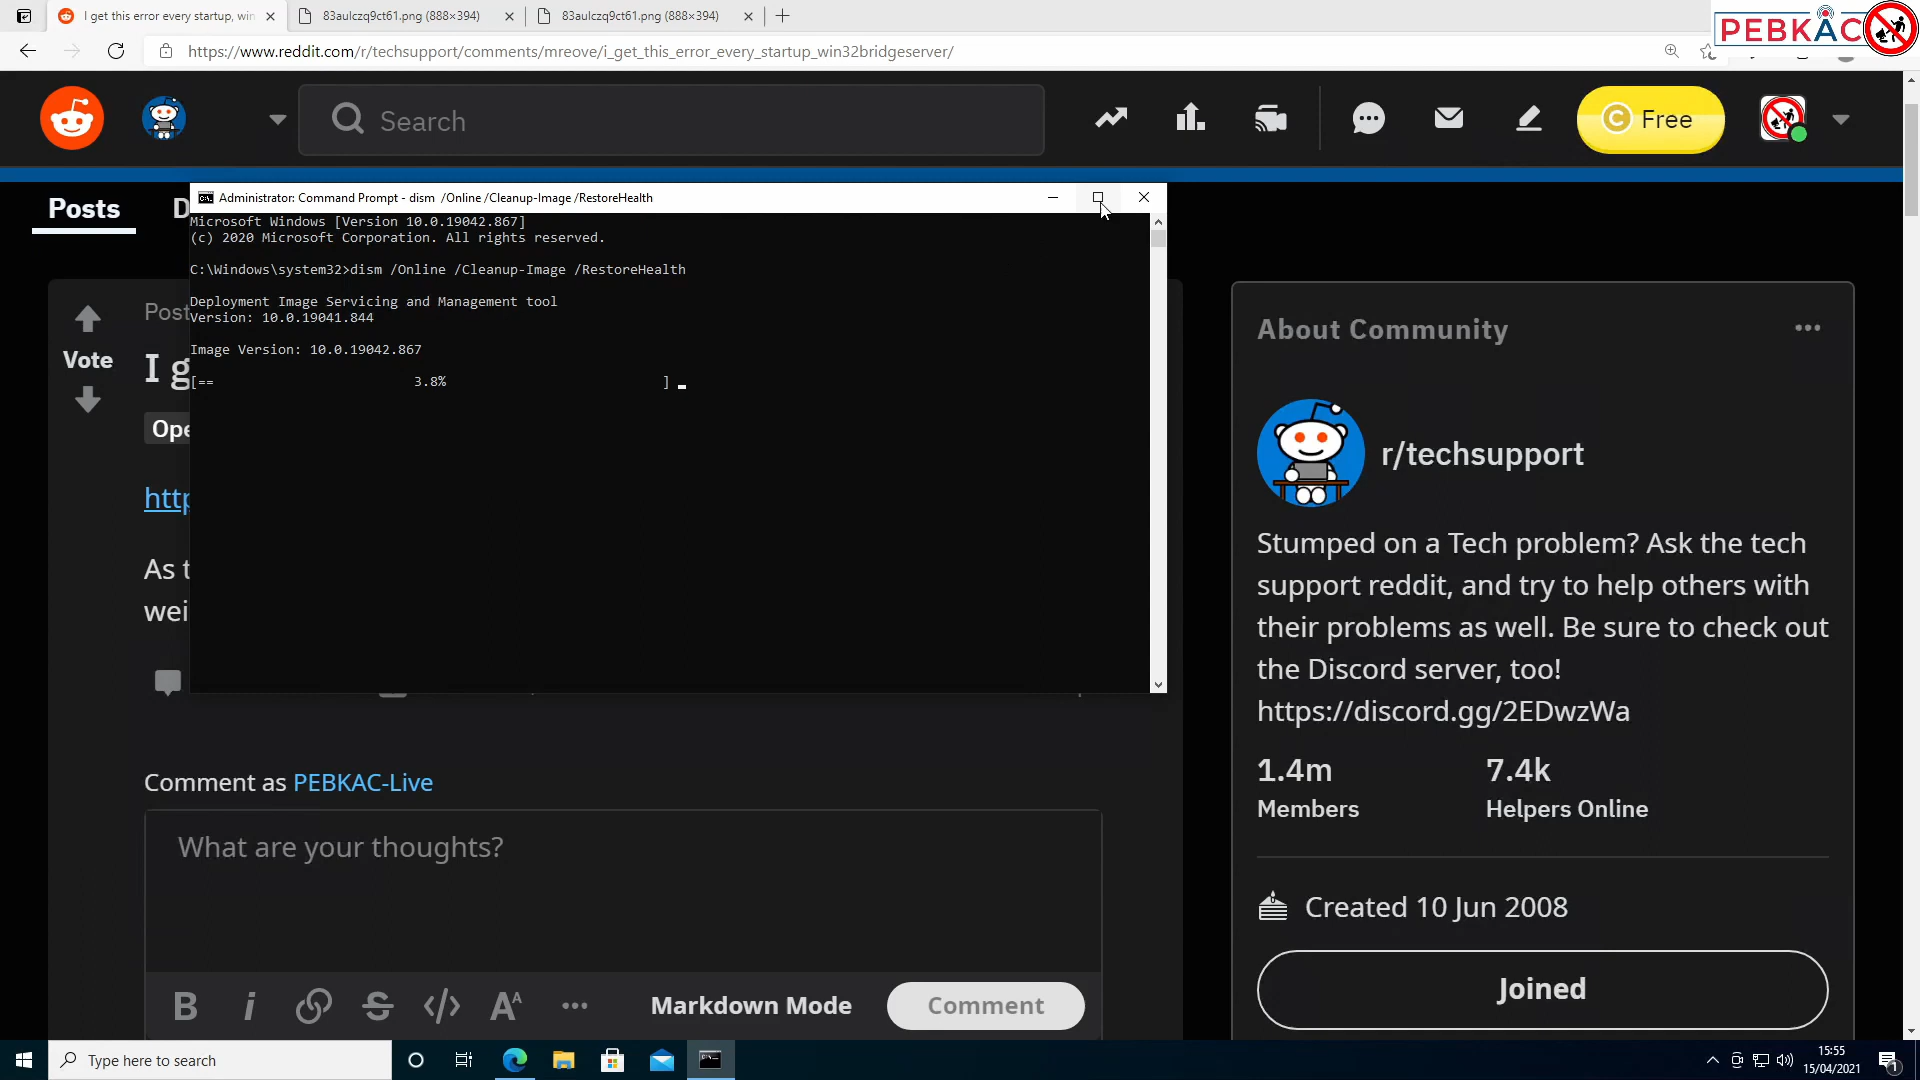 I get this error every startup, win
83aulczq9ct61.png (888×394)
83aulczq9ct61.png (888×394)
PEBKAC
https://www.reddit.com/r/techsupport/comments/mreove/i_get_this_error_every_startup_win32bridgeserver/
Search
C Free
Posts
D
Administrator: Command Prompt - dism /Online /Cleanup-Image /RestoreHealth
Microsoft Windows [Version 10.0.19042.867]
(c) 2020 Microsoft Corporation. All rights reserved.
C:\Windows\system32>dism /Online /Cleanup-Image /RestoreHealth
Deployment Image Servicing and Management tool
Version: 10.0.19041.844
Image Version: 10.0.19042.867
[== 3.8% ]
Vote
Post
I g
Ope
http
As t
wei
Comment as PEBKAC-Live
What are your thoughts?
B i S </> A A
Markdown Mode
Comment
About Community
r/techsupport
Stumped on a Tech problem? Ask the tech
support reddit, and try to help others with
their problems as well. Be sure to check out
the Discord server, too!
https://discord.gg/2EDwzWa
1.4m 7.4k
Members Helpers Online
Created 10 Jun 2008
Joined
Type here to search
15:55
15/04/2021
1